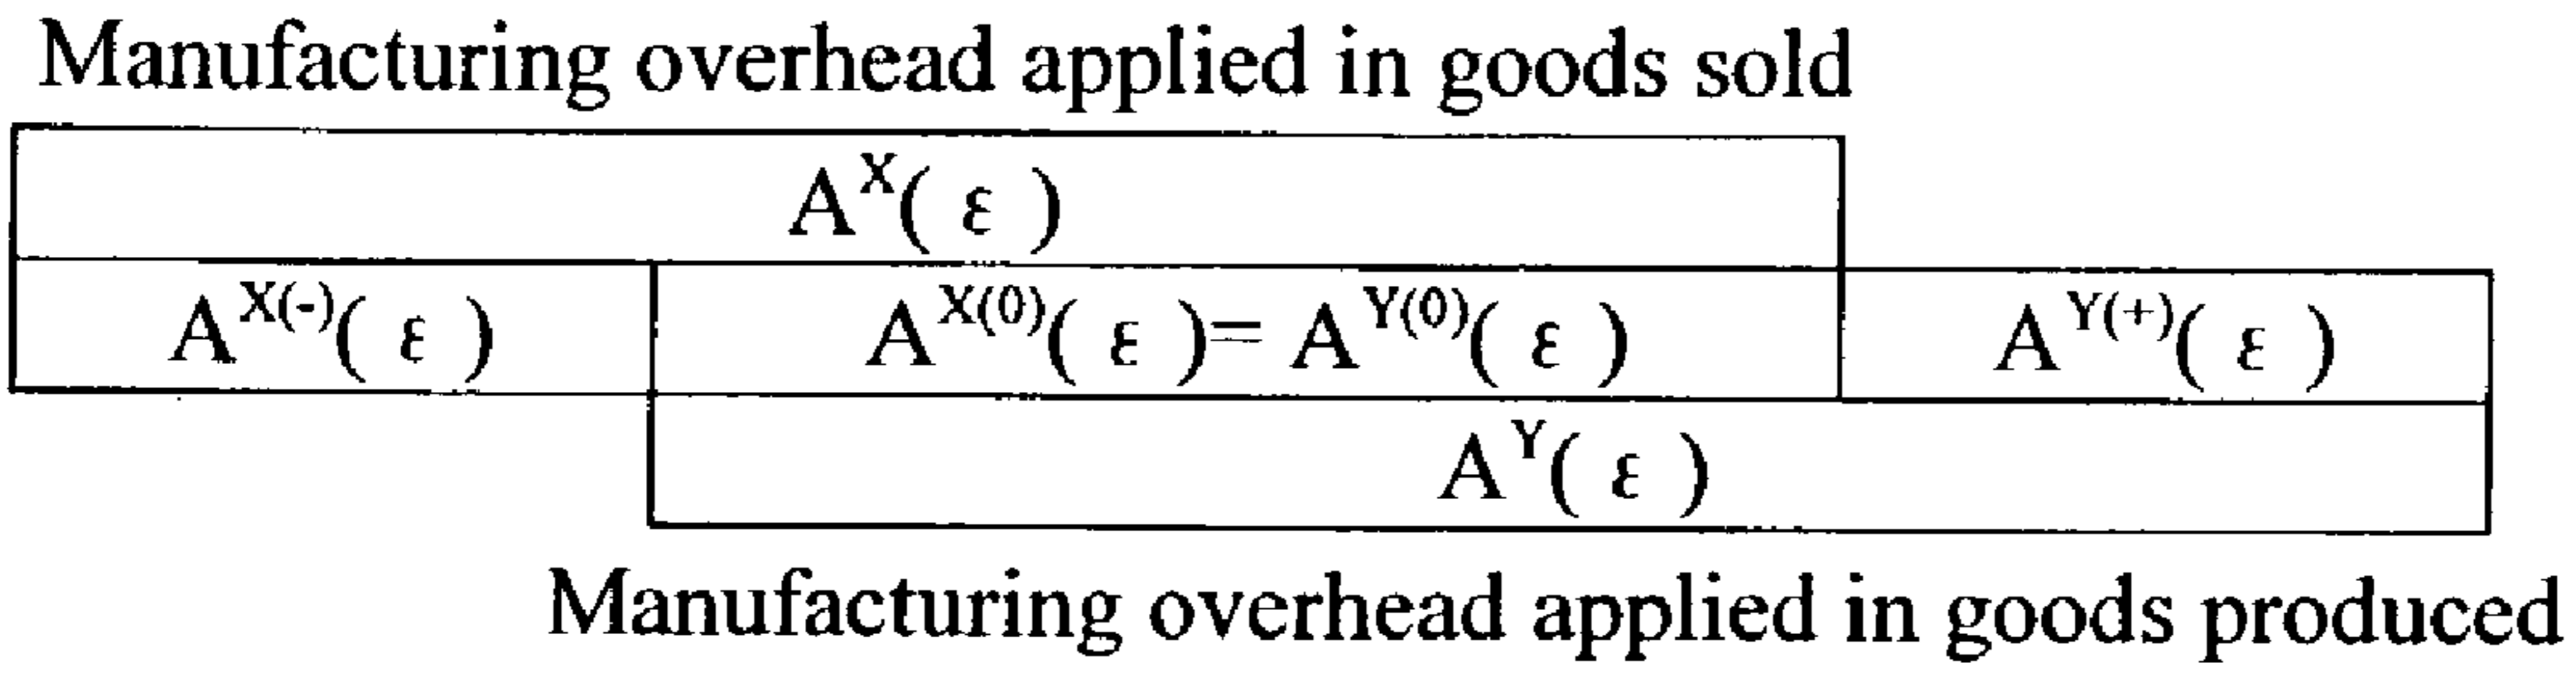 Manufacturing overhead applied in goods sold
A^X( ε )
A^X(-)( ε ) A^X(0)( ε )= A^Y(0)( ε ) A^Y(+)( ε )
A^Y( ε )
Manufacturing overhead applied in goods produced